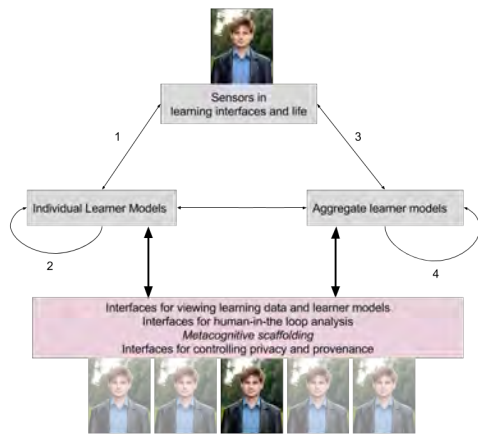 Sensors in
learning interfaces and life
1
3
Individual Learner Models
Aggregate learner models
2
4
Interfaces for viewing learning data and learner models
Interfaces for human-in-the loop analysis
Metacognitive scaffolding
Interfaces for controlling privacy and provenance